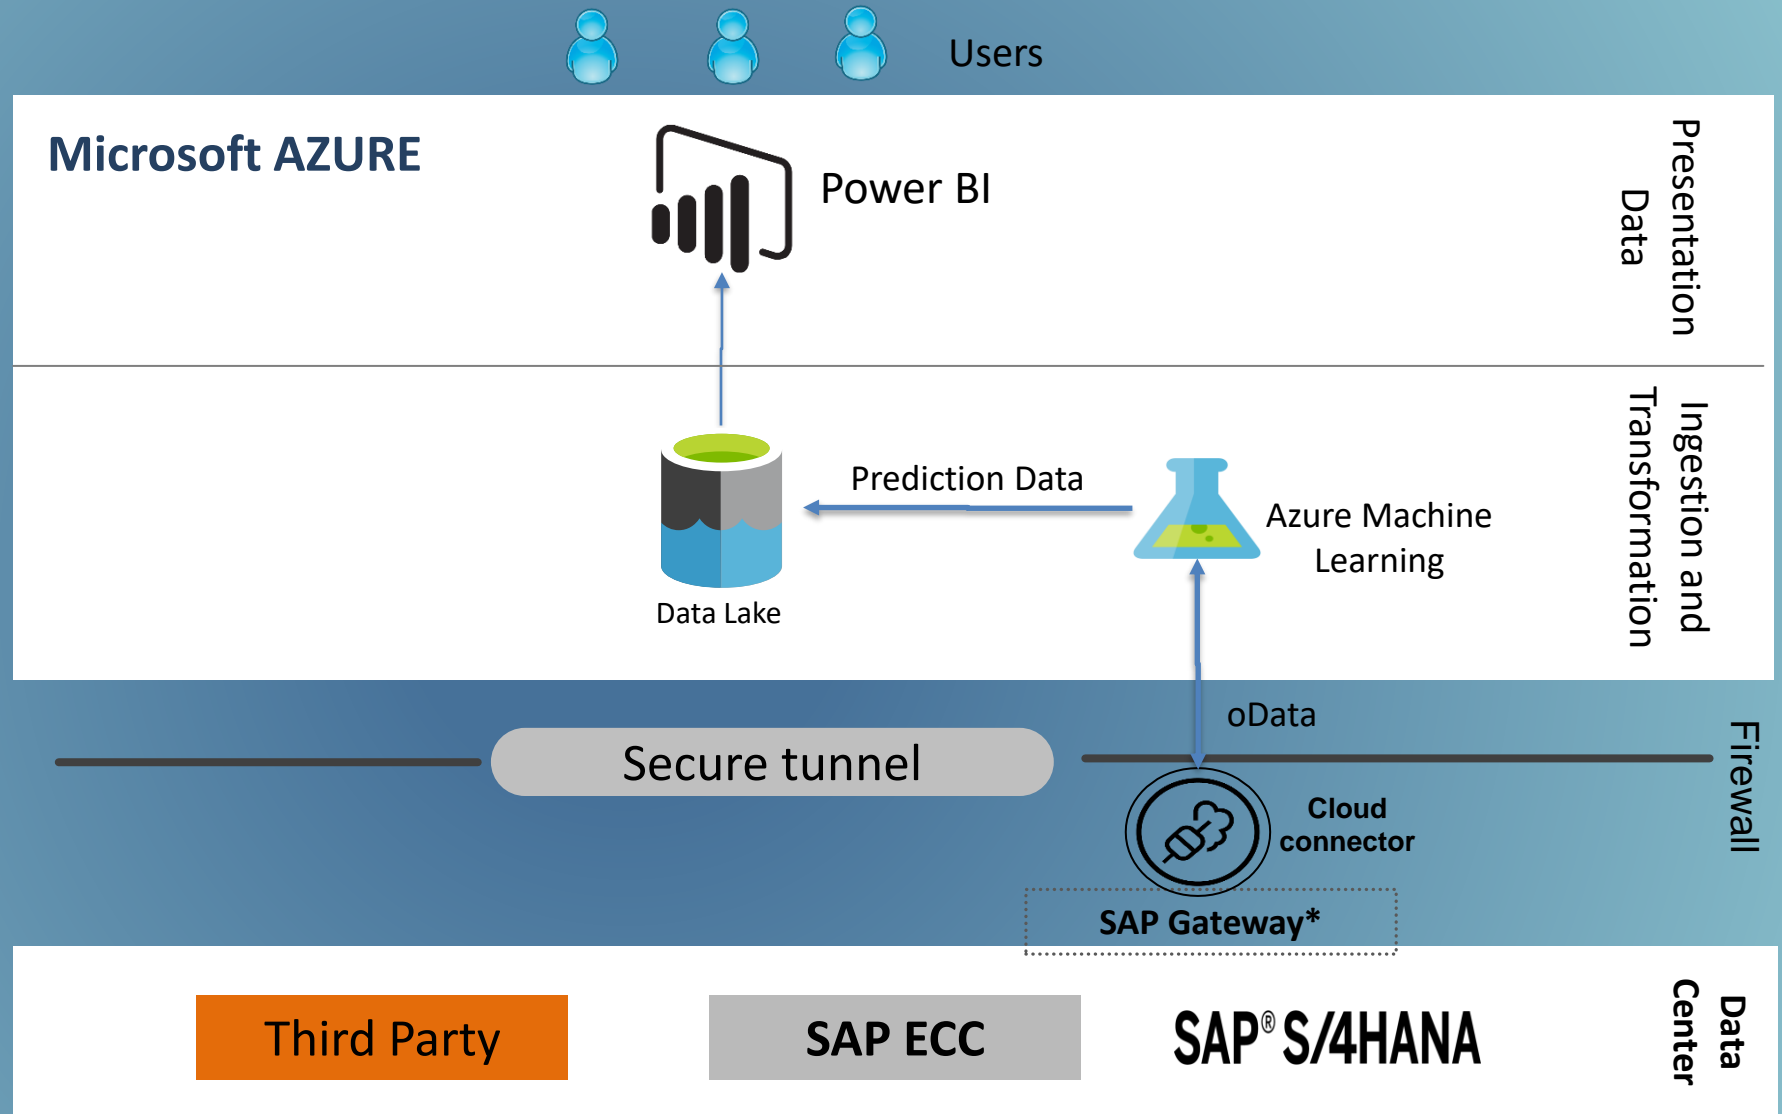 Users
Microsoft AZURE
Power BI
Presentation
Data
Prediction Data
Azure Machine
Learning
Data Lake
Ingestion and
Transformation
oData
Secure tunnel
Firewall
Cloud
connector
SAP Gateway*
Third Party
SAP ECC
SAP® S/4HANA
Data
Center